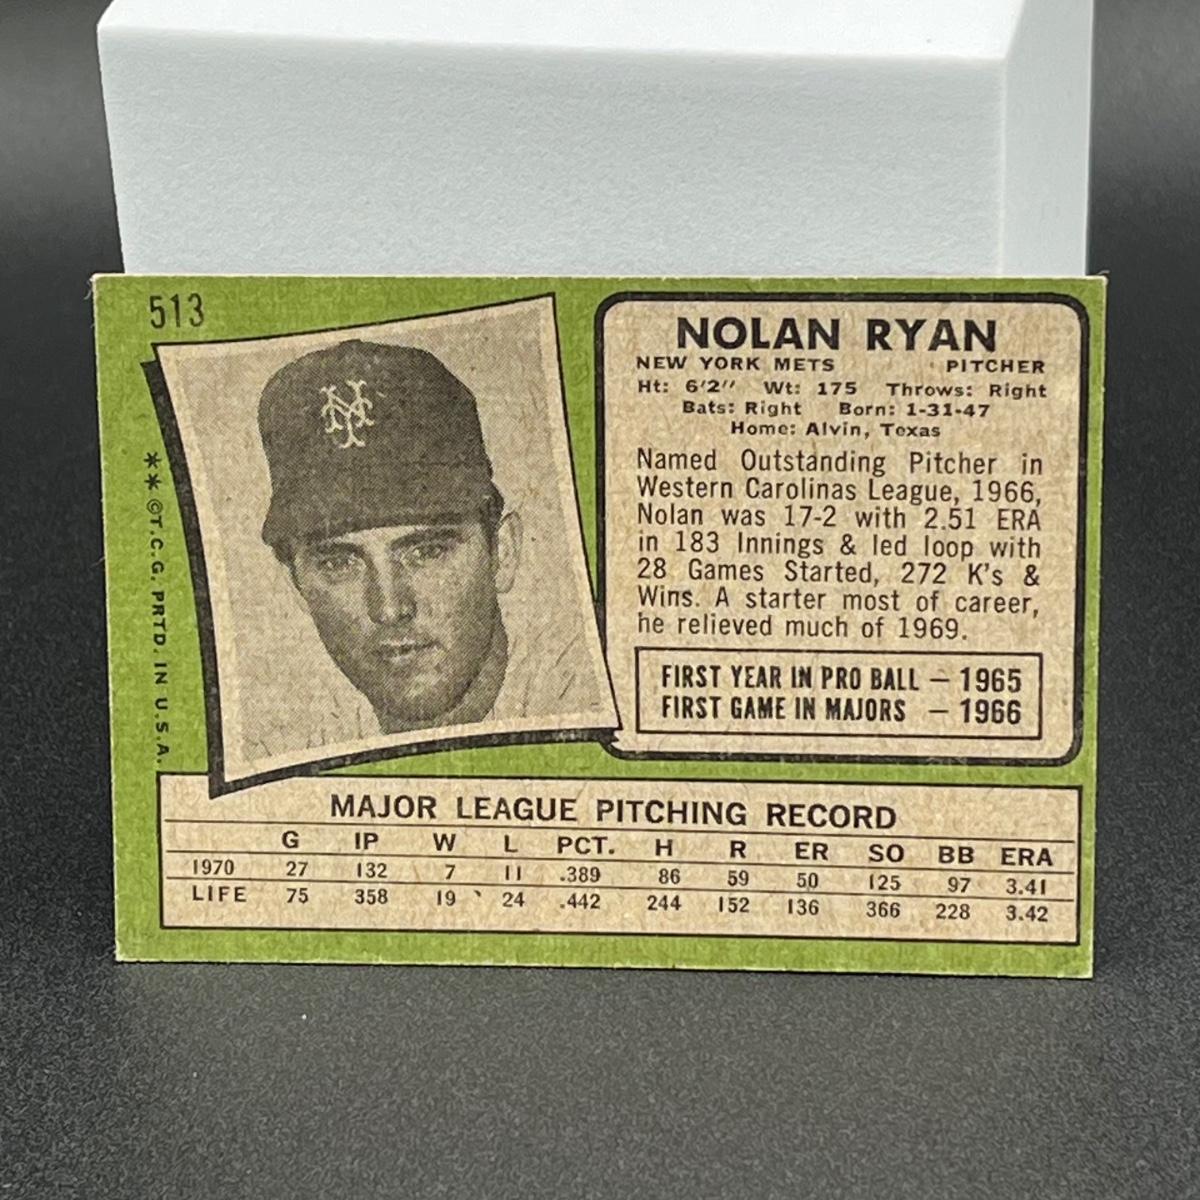 513
NY
** ©T.C.G. PRTD. IN U.S.A.
NOLAN RYAN
NEW YORK METS PITCHER
Ht: 6'2" Wt: 175 Throws: Right
Bats: Right Born: 1-31-47
Home: Alvin, Texas
Named Outstanding Pitcher in
Western Carolinas League, 1966,
Nolan was 17-2 with 2.51 ERA
in 183 Innings & led loop with
28 Games Started, 272 K's &
Wins. A starter most of career,
he relieved much of 1969.
FIRST YEAR IN PRO BALL — 1965
FIRST GAME IN MAJORS — 1966
MAJOR LEAGUE PITCHING RECORD
G IP W L PCT. H R ER SO BB ERA
1970 27 132 7 11 .389 86 59 50 125 97 3.41
LIFE 75 358 19 24 .442 244 152 136 366 228 3.42